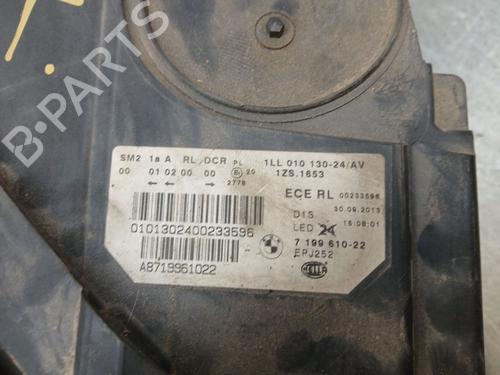 B-PARTS
SM2 1a A RL DCR PL 1LL 010 130-24/AV
00 01 02 00 00 20 1ZS.1653
2778
ECE RL 00233596
30.09.2013
D1S 15:08:01
LED 24
0101302400233596
7 199 610-22
EPJ252
A8719961022
HELLA